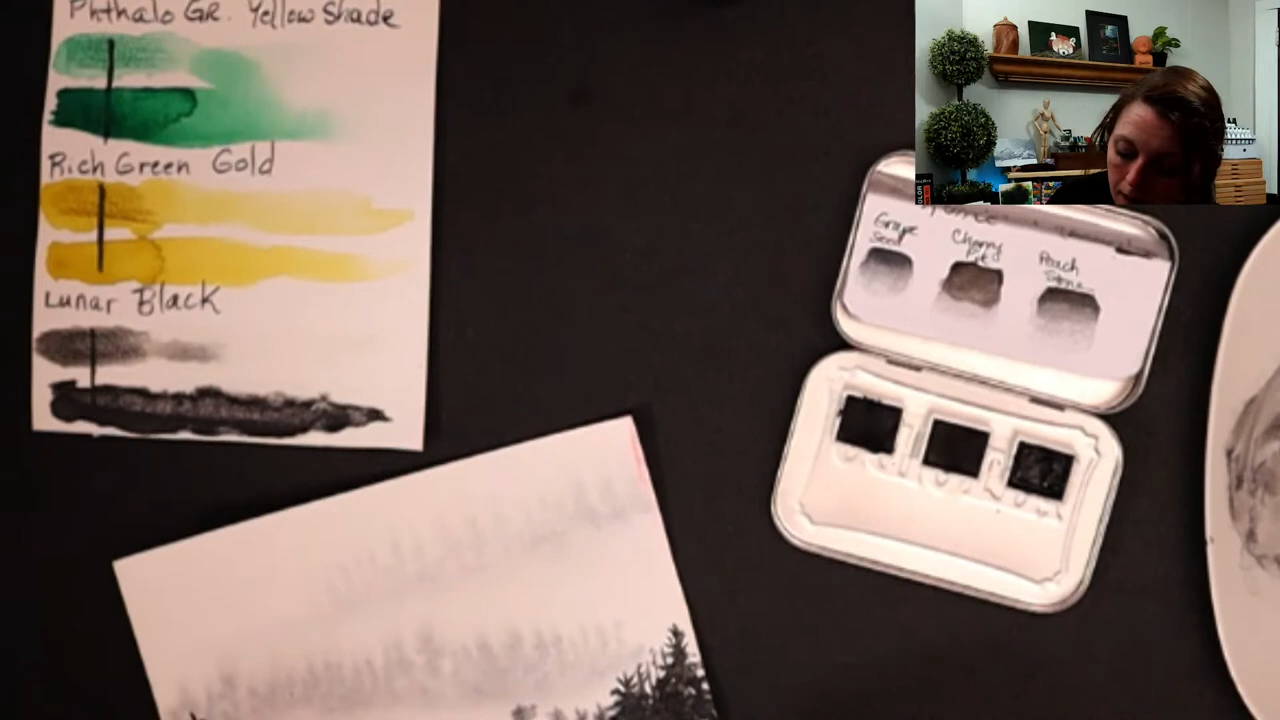 Phthalo Gr. Yellow Shade
Rich Green Gold
Lunar Black
Grape
Seed
Cherry
Pit
Peach
Stone